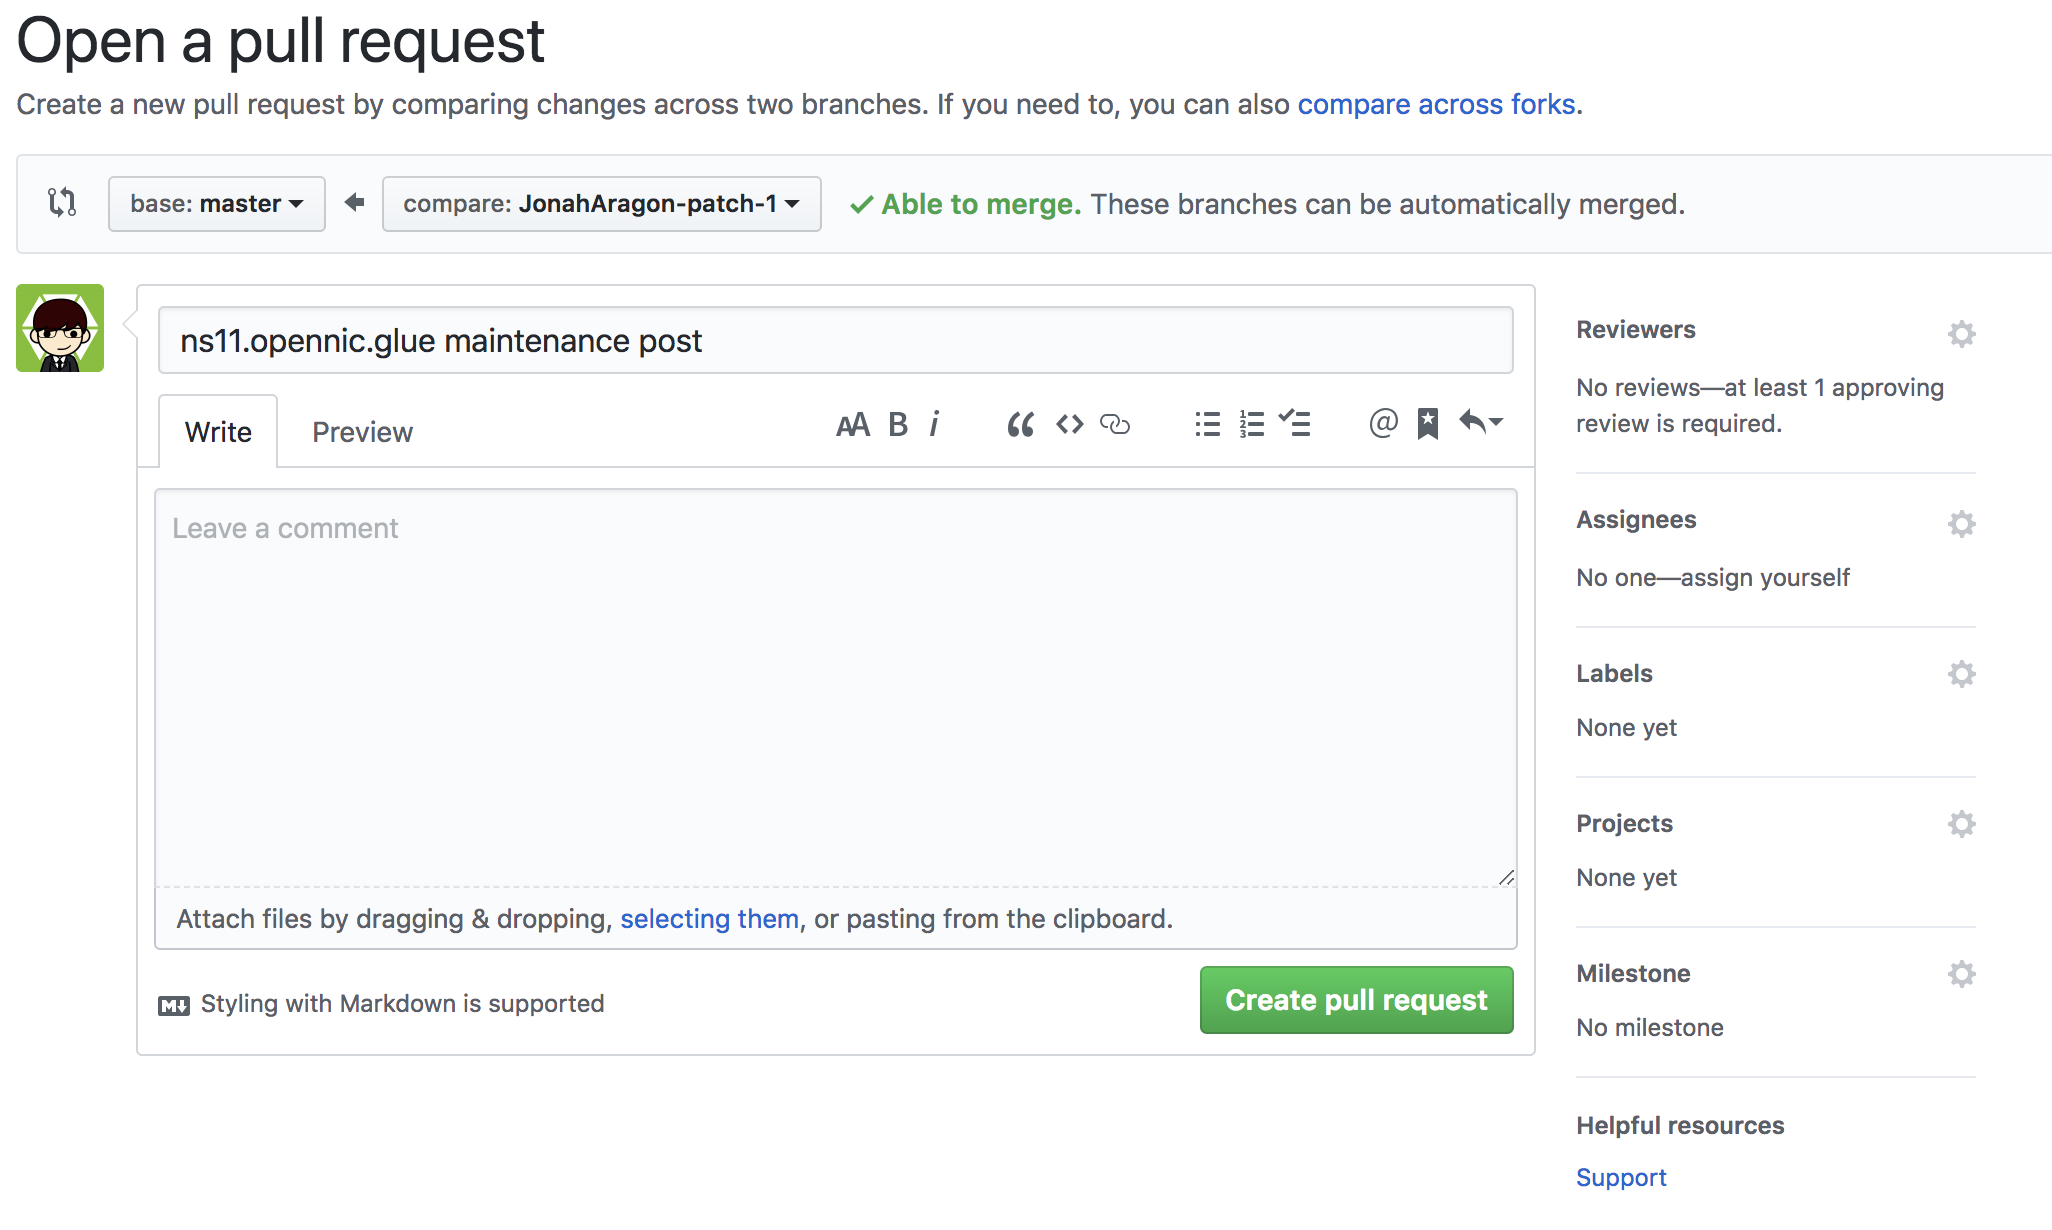 Open a pull request
Create a new pull request by comparing changes across two branches. If you need to, you can also compare across forks.
base: master
compare: JonahAragon-patch-1
Able to merge. These branches can be automatically merged.
ns11.opennic.glue maintenance post
Write
Preview
AA B i
@
Leave a comment
Attach files by dragging & dropping, selecting them, or pasting from the clipboard.
Styling with Markdown is supported
Create pull request
Reviewers
No reviews—at least 1 approving
review is required.
Assignees
No one—assign yourself
Labels
None yet
Projects
None yet
Milestone
No milestone
Helpful resources
Support